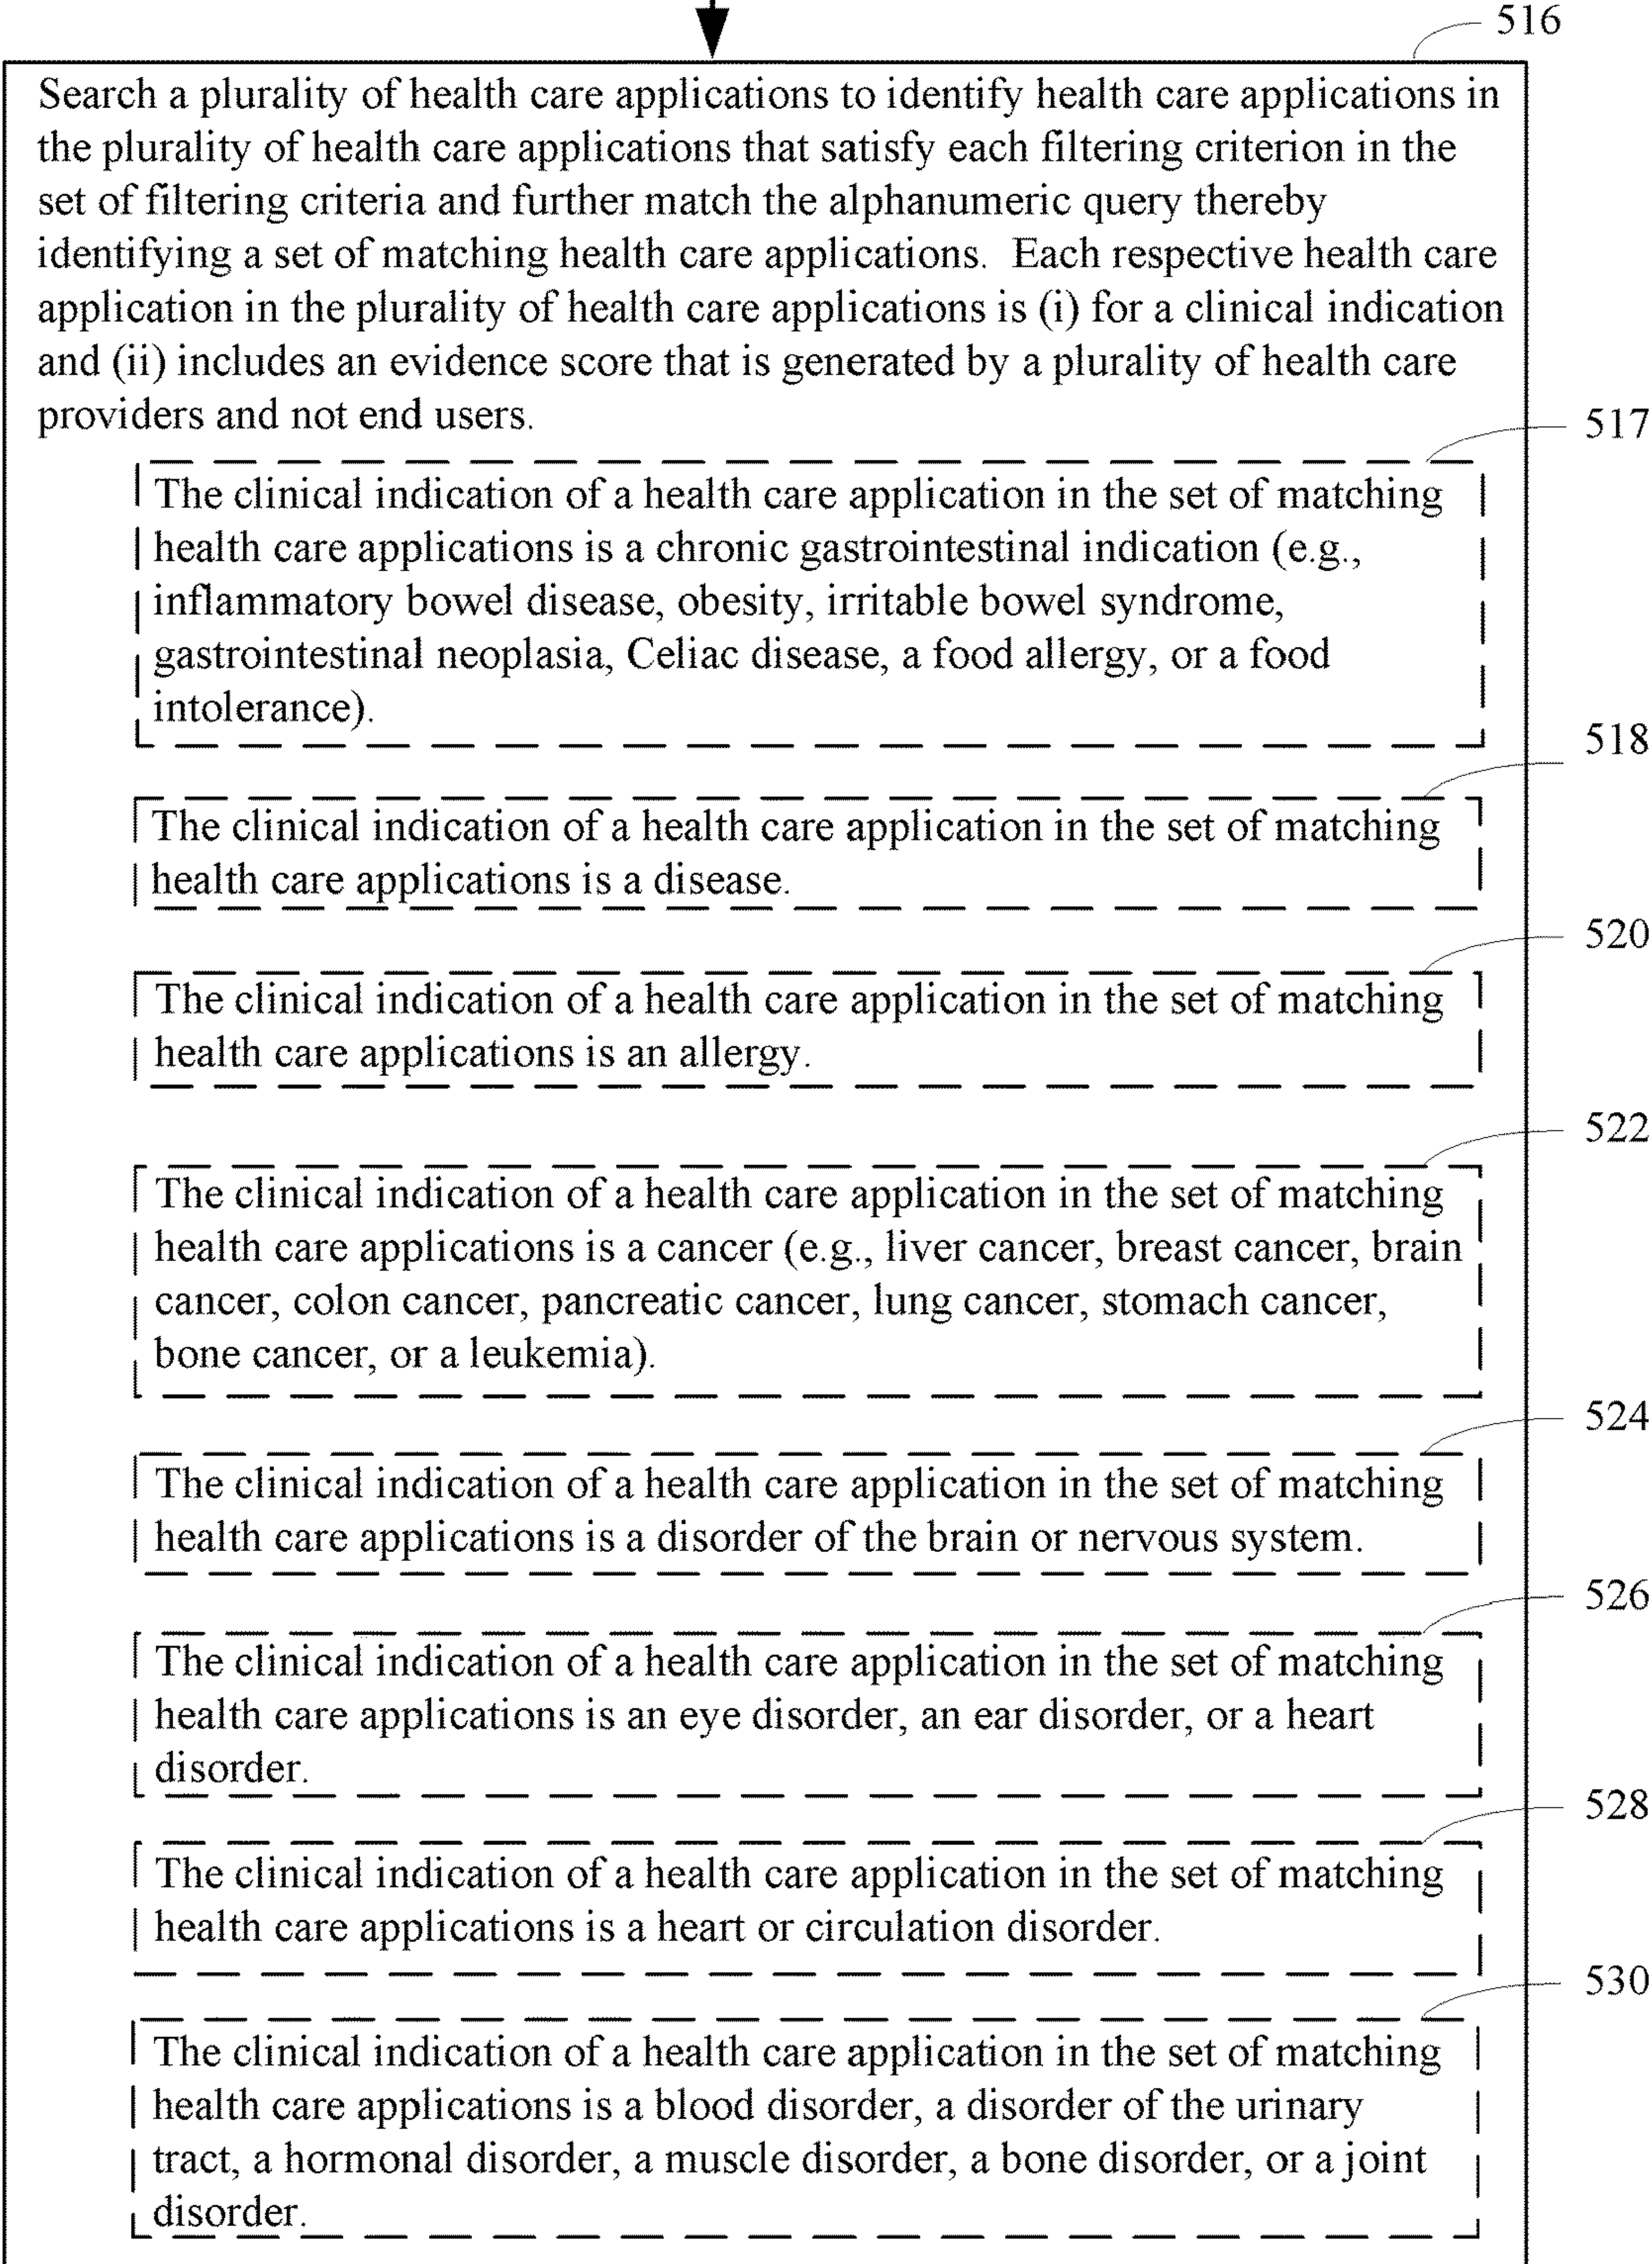 516
Search a plurality of health care applications to identify health care applications in
the plurality of health care applications that satisfy each filtering criterion in the
set of filtering criteria and further match the alphanumeric query thereby
identifying a set of matching health care applications.  Each respective health care
application in the plurality of health care applications is (i) for a clinical indication
and (ii) includes an evidence score that is generated by a plurality of health care
providers and not end users.
517
The clinical indication of a health care application in the set of matching
health care applications is a chronic gastrointestinal indication (e.g.,
inflammatory bowel disease, obesity, irritable bowel syndrome,
gastrointestinal neoplasia, Celiac disease, a food allergy, or a food
intolerance).
518
The clinical indication of a health care application in the set of matching
health care applications is a disease.
520
The clinical indication of a health care application in the set of matching
health care applications is an allergy.
522
The clinical indication of a health care application in the set of matching
health care applications is a cancer (e.g., liver cancer, breast cancer, brain
cancer, colon cancer, pancreatic cancer, lung cancer, stomach cancer,
bone cancer, or a leukemia).
524
The clinical indication of a health care application in the set of matching
health care applications is a disorder of the brain or nervous system.
526
The clinical indication of a health care application in the set of matching
health care applications is an eye disorder, an ear disorder, or a heart
disorder.
528
The clinical indication of a health care application in the set of matching
health care applications is a heart or circulation disorder.
530
The clinical indication of a health care application in the set of matching
health care applications is a blood disorder, a disorder of the urinary
tract, a hormonal disorder, a muscle disorder, a bone disorder, or a joint
disorder.